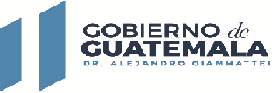 GOBIERNO de
GUATEMALA
DR. ALEJANDRO GIAMMATTEI